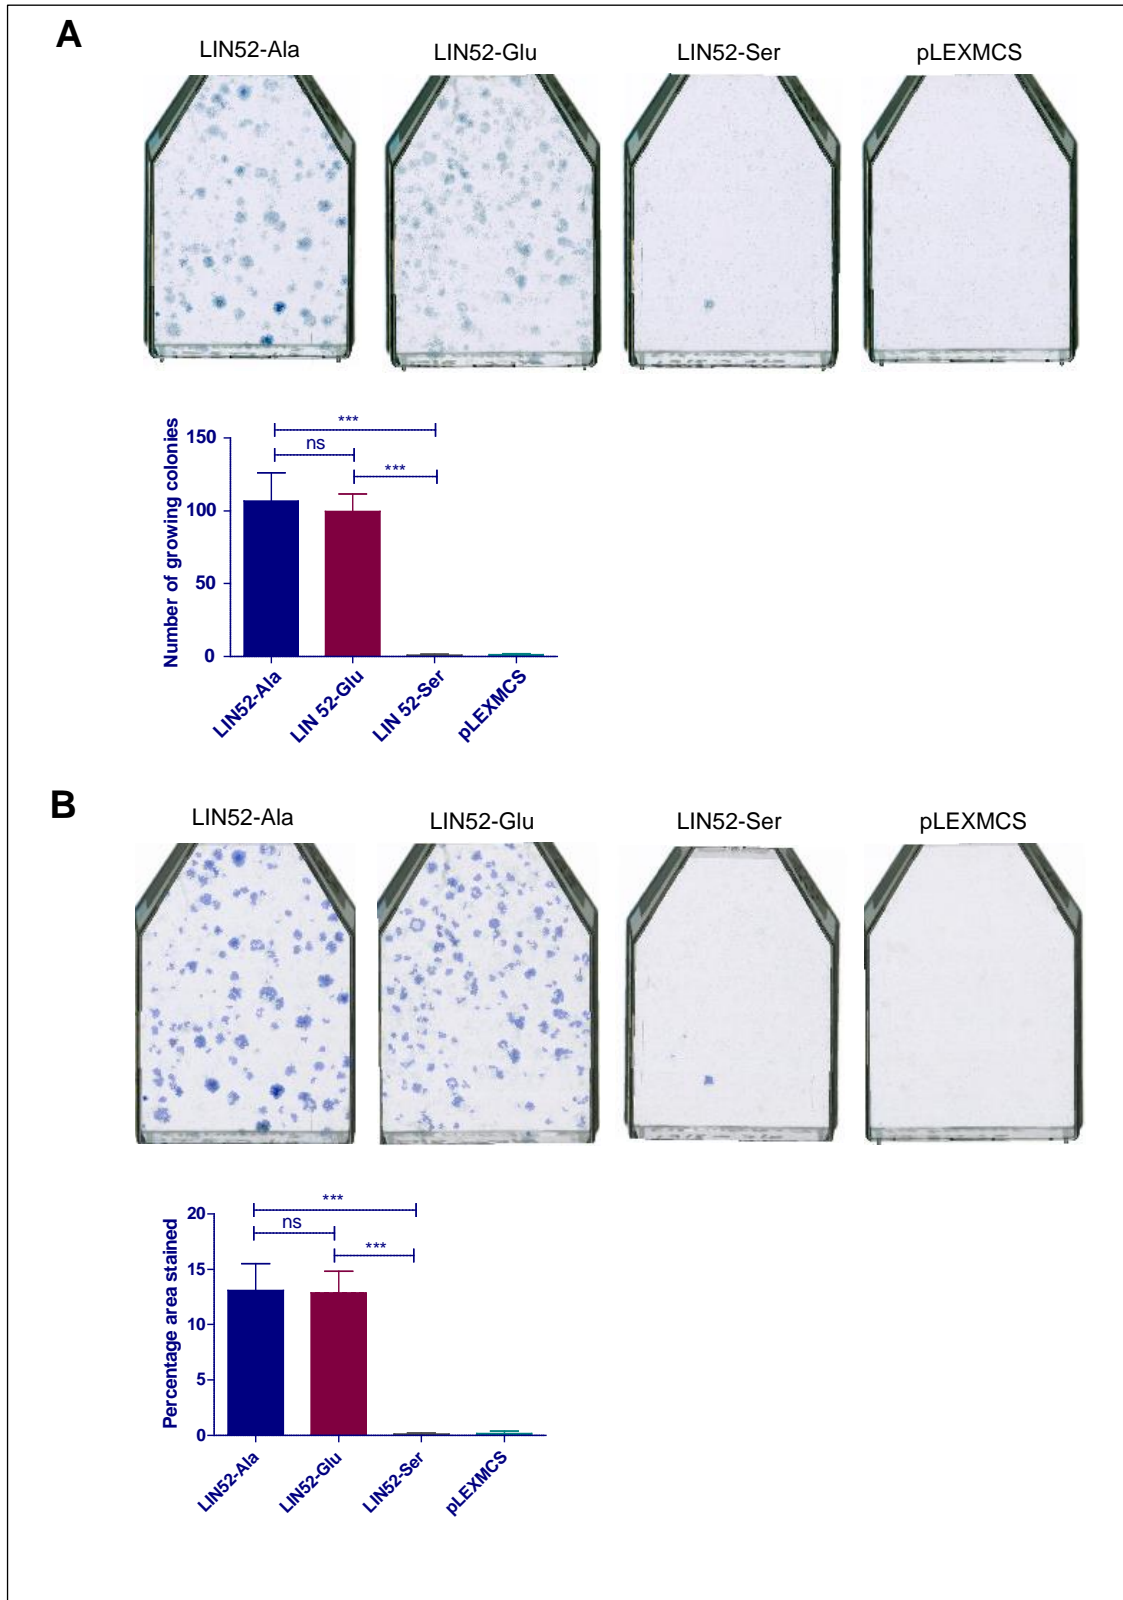 A
LIN52-Ala
LIN52-Glu
LIN52-Ser
pLEXMCS
Number of growing colonies
150
100
50
0
***
ns
***
LIN52-Ala
LIN 52-Glu
LIN 52-Ser
pLEXMCS
B
LIN52-Ala
LIN52-Glu
LIN52-Ser
pLEXMCS
Percentage area stained
20
15
10
5
0
***
ns
***
LIN52-Ala
LIN52-Glu
LIN52-Ser
pLEXMCS